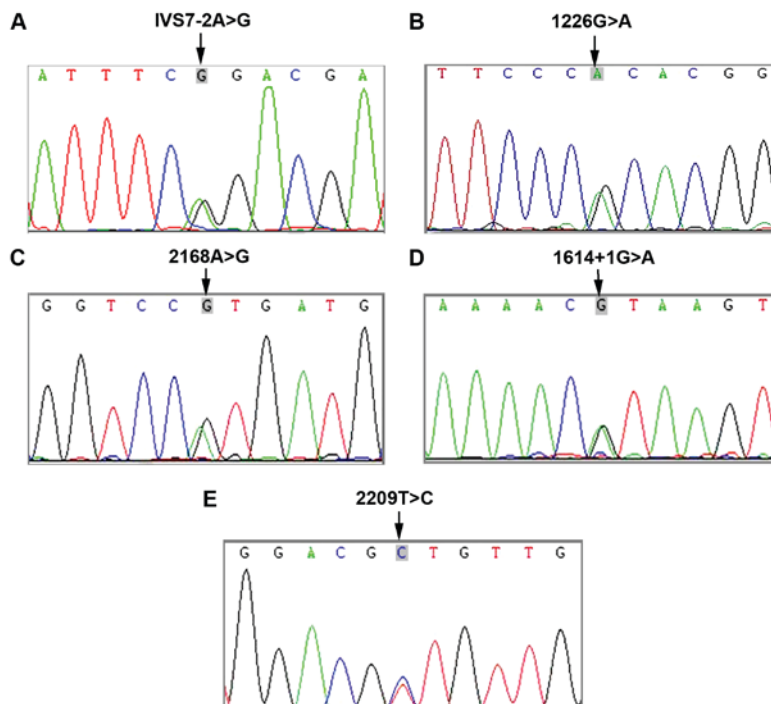 A
IVS7-2A>G
A T T T C G G A C G A
B
1226G>A
T T C C C A C A C G G
C
2168A>G
G G T C C G T G A T G
D
1614+1G>A
A A A A C G T A A G T
E
2209T>C
G G A C G C T G T T G